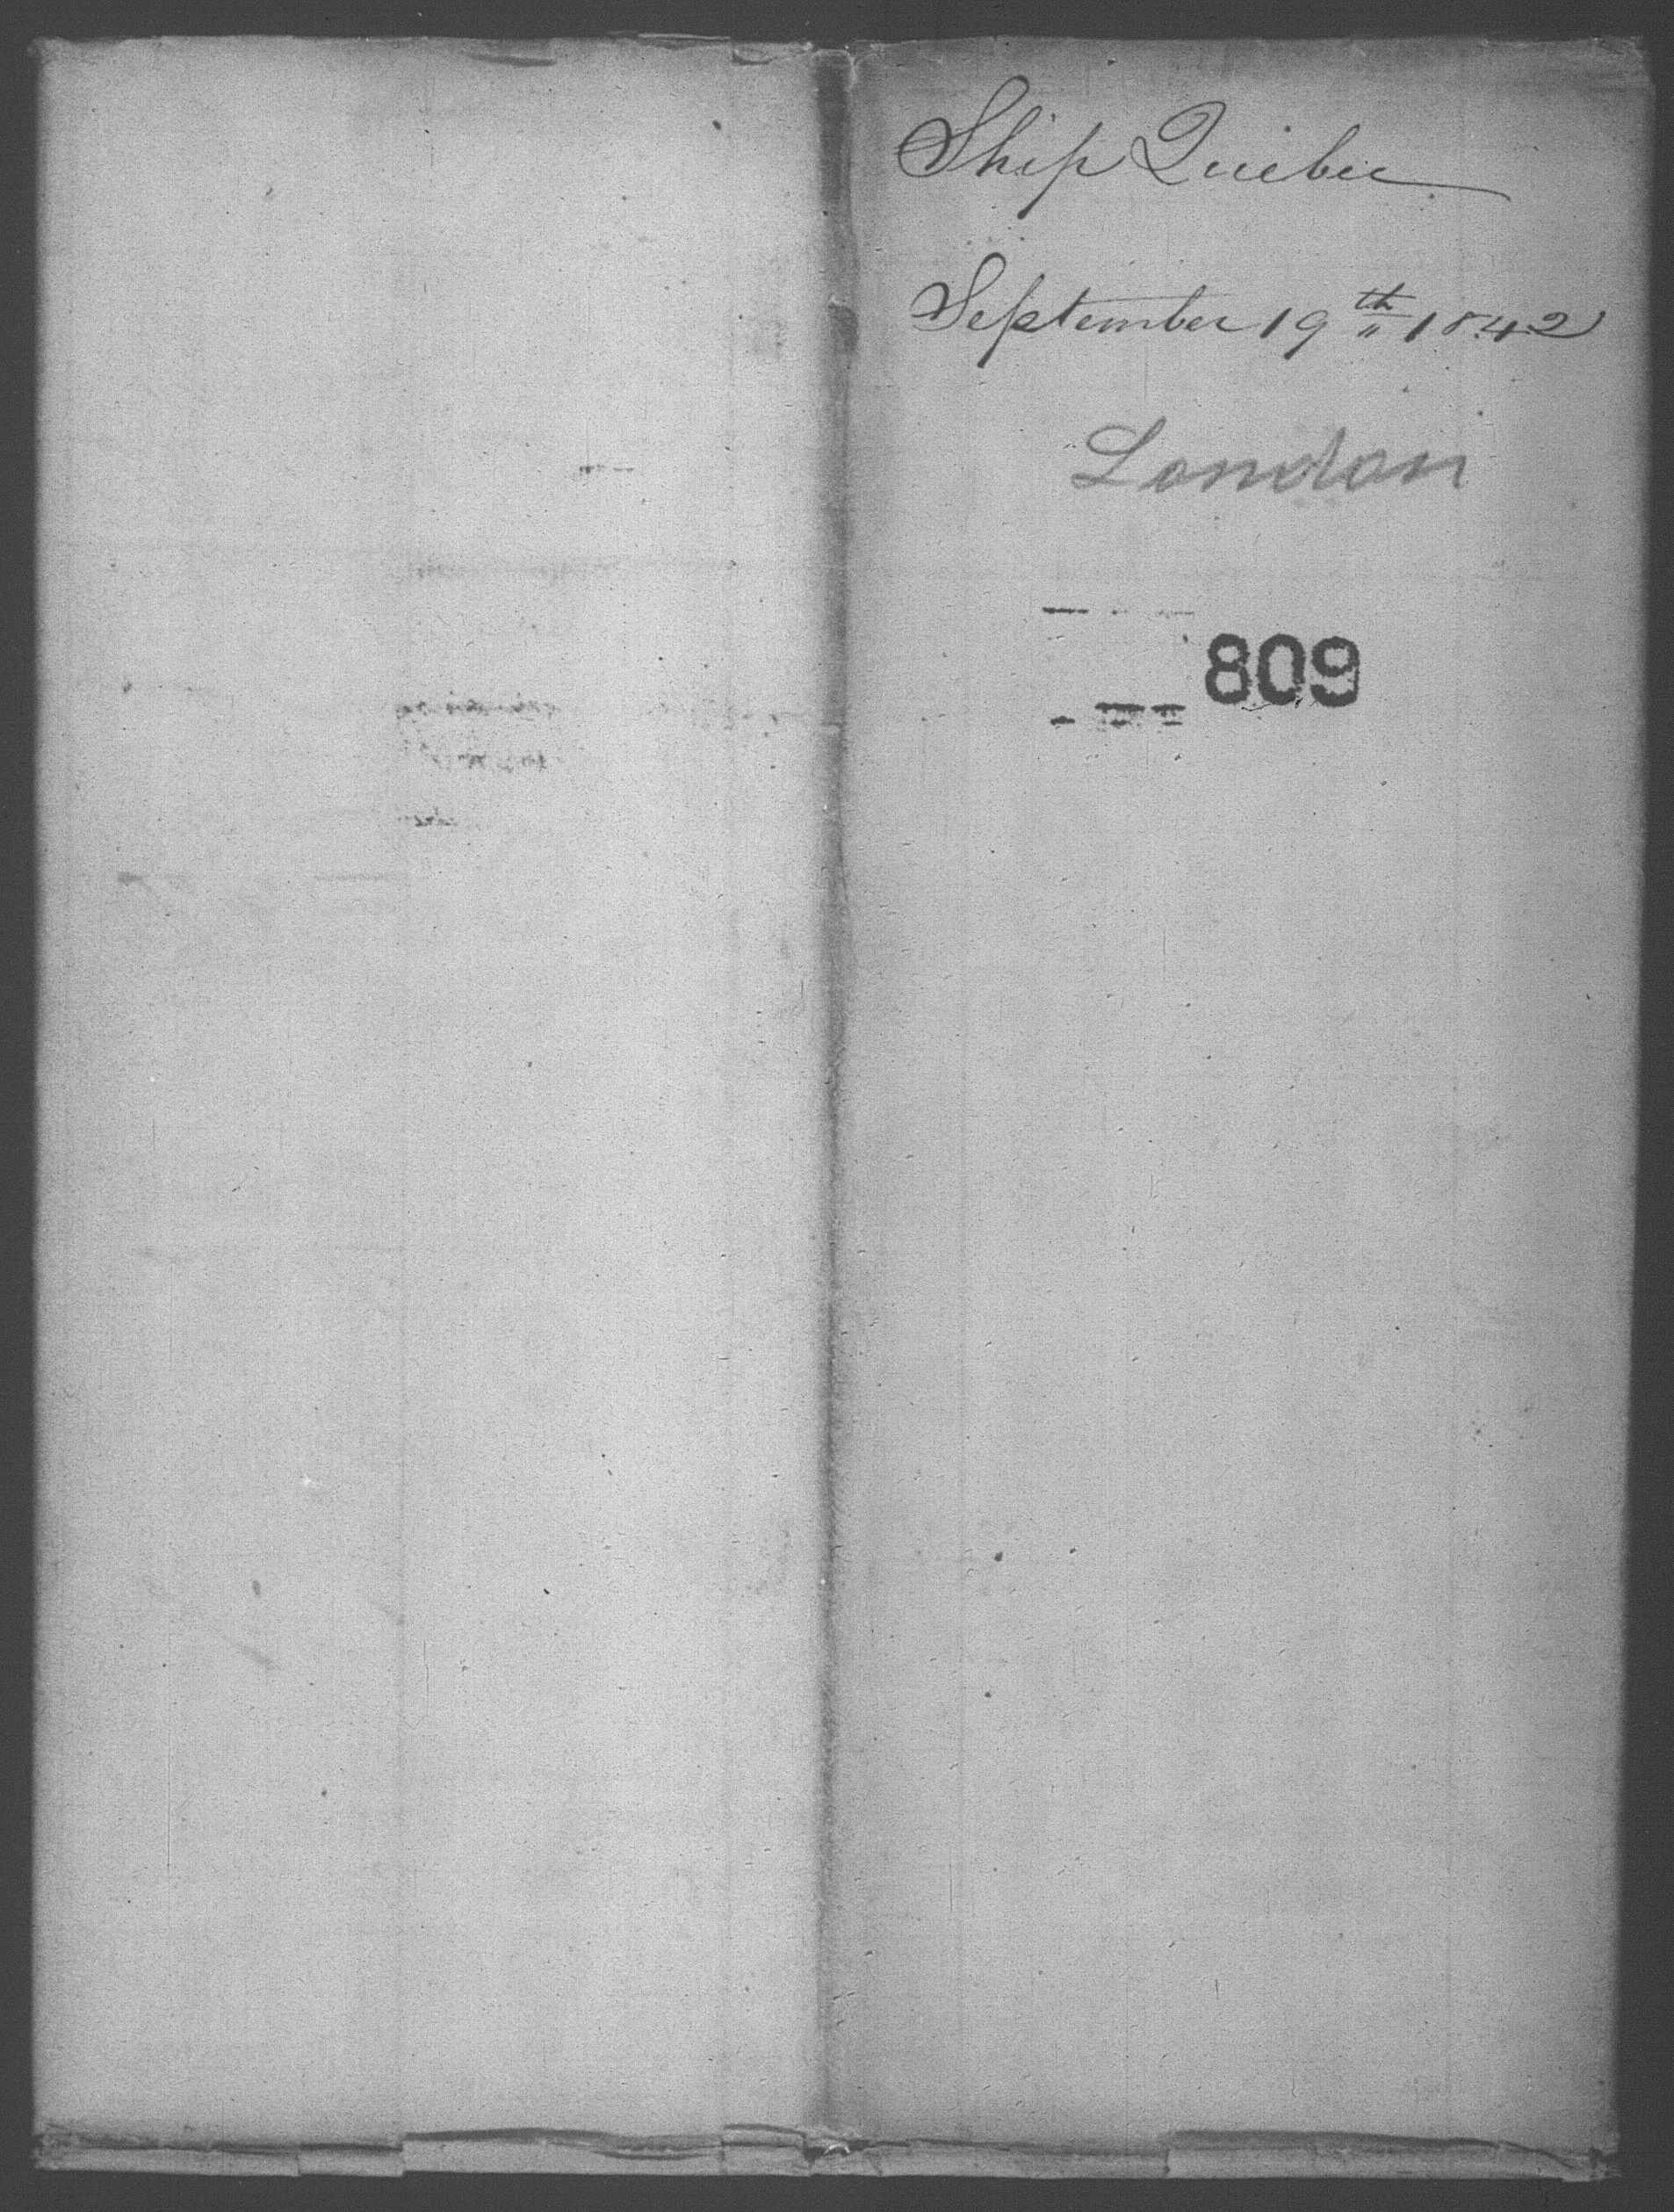 Ship Quebec
September 19th 1842
London
809